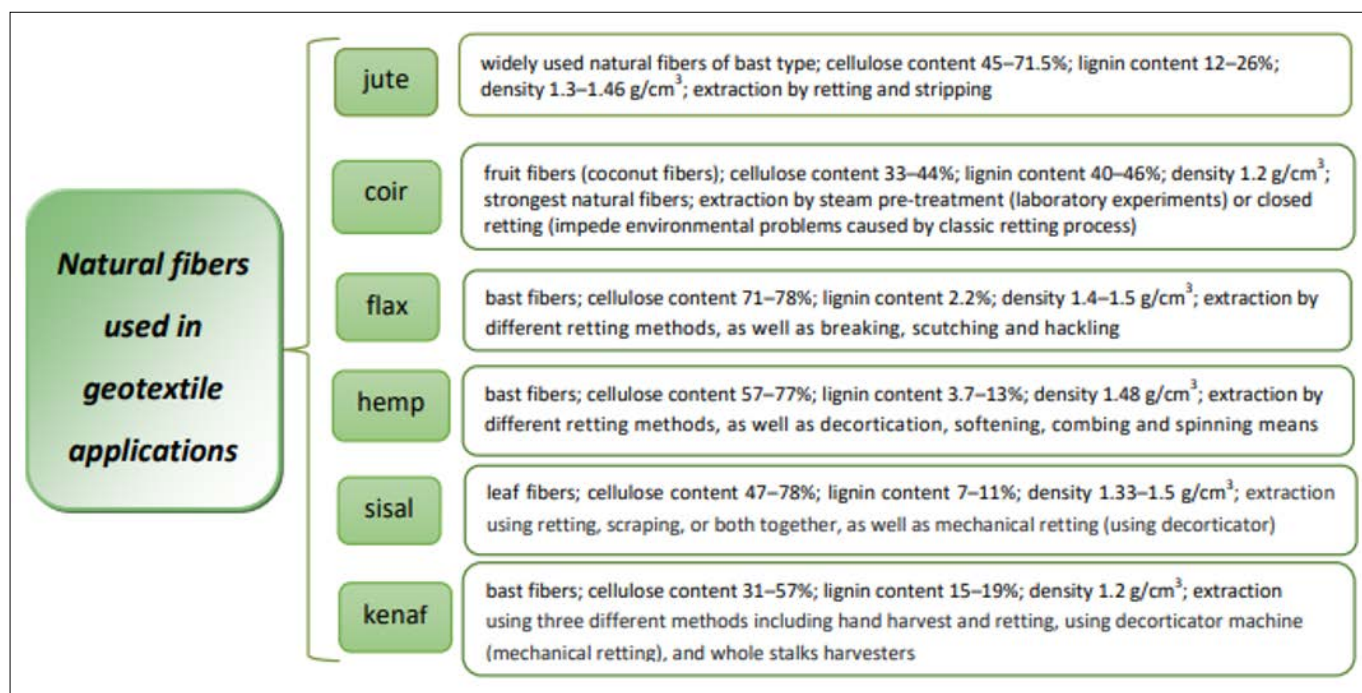 Natural fibers
used in
geotextile
applications
jute
widely used natural fibers of bast type; cellulose content 45–71.5%; lignin content 12–26%;
density 1.3–1.46 g/cm³; extraction by retting and stripping
coir
fruit fibers (coconut fibers); cellulose content 33–44%; lignin content 40–46%; density 1.2 g/cm³;
strongest natural fibers; extraction by steam pre-treatment (laboratory experiments) or closed
retting (impede environmental problems caused by classic retting process)
flax
bast fibers; cellulose content 71–78%; lignin content 2.2%; density 1.4–1.5 g/cm³; extraction by
different retting methods, as well as breaking, scutching and hackling
hemp
bast fibers; cellulose content 57–77%; lignin content 3.7–13%; density 1.48 g/cm³; extraction by
different retting methods, as well as decortication, softening, combing and spinning means
sisal
leaf fibers; cellulose content 47–78%; lignin content 7–11%; density 1.33–1.5 g/cm³; extraction
using retting, scraping, or both together, as well as mechanical retting (using decorticator)
kenaf
bast fibers; cellulose content 31–57%; lignin content 15–19%; density 1.2 g/cm³; extraction
using three different methods including hand harvest and retting, using decorticator machine
(mechanical retting), and whole stalks harvesters